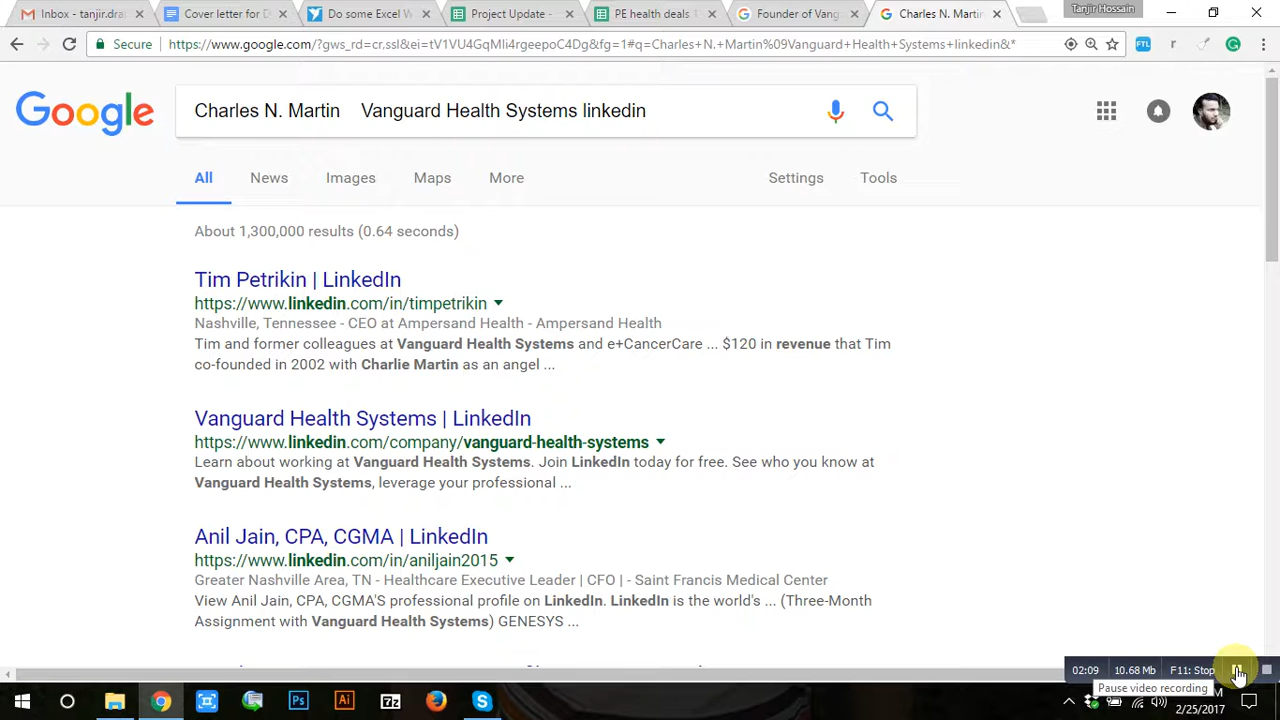 Tanjir Hossain
Inbox - tanjir.dra
Cover letter for D
Do some Excel W
Project Update -
PE health deals
Founder of Vang
Charles N. Martin
Secure
https://www.google.com/?gws_rd=cr,ssl&ei=tV1VU4GqMIi4rgeepoC4Dg&fg=1#q=Charles+N.+Martin%09Vanguard+Health+Systems+linkedin&*
FTL
r
Google
Charles N. Martin Vanguard Health Systems linkedin
All News Images Maps More Settings Tools
About 1,300,000 results (0.64 seconds)
Tim Petrikin | LinkedIn
https://www.linkedin.com/in/timpetrikin
Nashville, Tennessee - CEO at Ampersand Health - Ampersand Health
Tim and former colleagues at Vanguard Health Systems and e+CancerCare ... $120 in revenue that Tim
co-founded in 2002 with Charlie Martin as an angel ...
Vanguard Health Systems | LinkedIn
https://www.linkedin.com/company/vanguard-health-systems
Learn about working at Vanguard Health Systems. Join LinkedIn today for free. See who you know at
Vanguard Health Systems, leverage your professional ...
Anil Jain, CPA, CGMA | LinkedIn
https://www.linkedin.com/in/aniljain2015
Greater Nashville Area, TN - Healthcare Executive Leader | CFO | - Saint Francis Medical Center
View Anil Jain, CPA, CGMA'S professional profile on LinkedIn. LinkedIn is the world's ... (Three-Month
Assignment with Vanguard Health Systems) GENESYS ...
02:09 10.68 Mb F11: Stop
Pause video recording
Ps
Ai
7z
2/25/2017